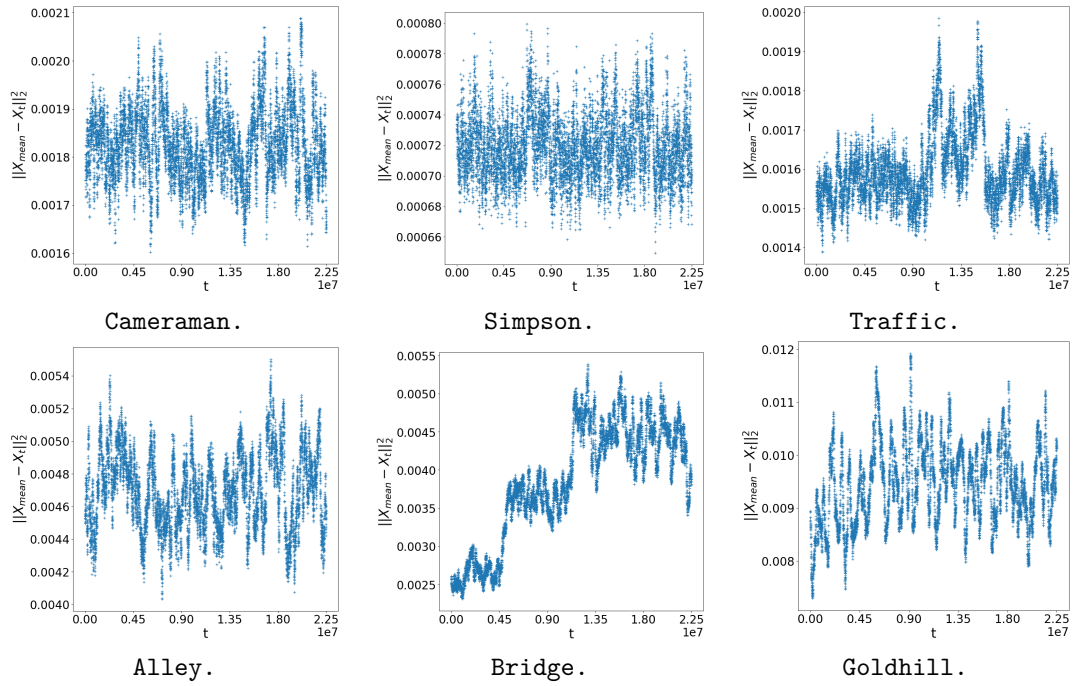 0.0021
0.0020
0.0019
0.0018
0.0017
0.0016
||X_mean − X_t||_2^2
0.00 0.45 0.90 1.35 1.80 2.25
t
1e7
Cameraman.
0.00080
0.00078
0.00076
0.00074
0.00072
0.00070
0.00068
0.00066
||X_mean − X_t||_2^2
0.00 0.45 0.90 1.35 1.80 2.25
t
1e7
Simpson.
0.0020
0.0019
0.0018
0.0017
0.0016
0.0015
0.0014
||X_mean − X_t||_2^2
0.00 0.45 0.90 1.35 1.80 2.25
t
1e7
Traffic.
0.0054
0.0052
0.0050
0.0048
0.0046
0.0044
0.0042
0.0040
||X_mean − X_t||_2^2
0.00 0.45 0.90 1.35 1.80 2.25
t
1e7
Alley.
0.0055
0.0050
0.0045
0.0040
0.0035
0.0030
0.0025
||X_mean − X_t||_2^2
0.00 0.45 0.90 1.35 1.80 2.25
t
1e7
Bridge.
0.012
0.011
0.010
0.009
0.008
||X_mean − X_t||_2^2
0.00 0.45 0.90 1.35 1.80 2.25
t
1e7
Goldhill.